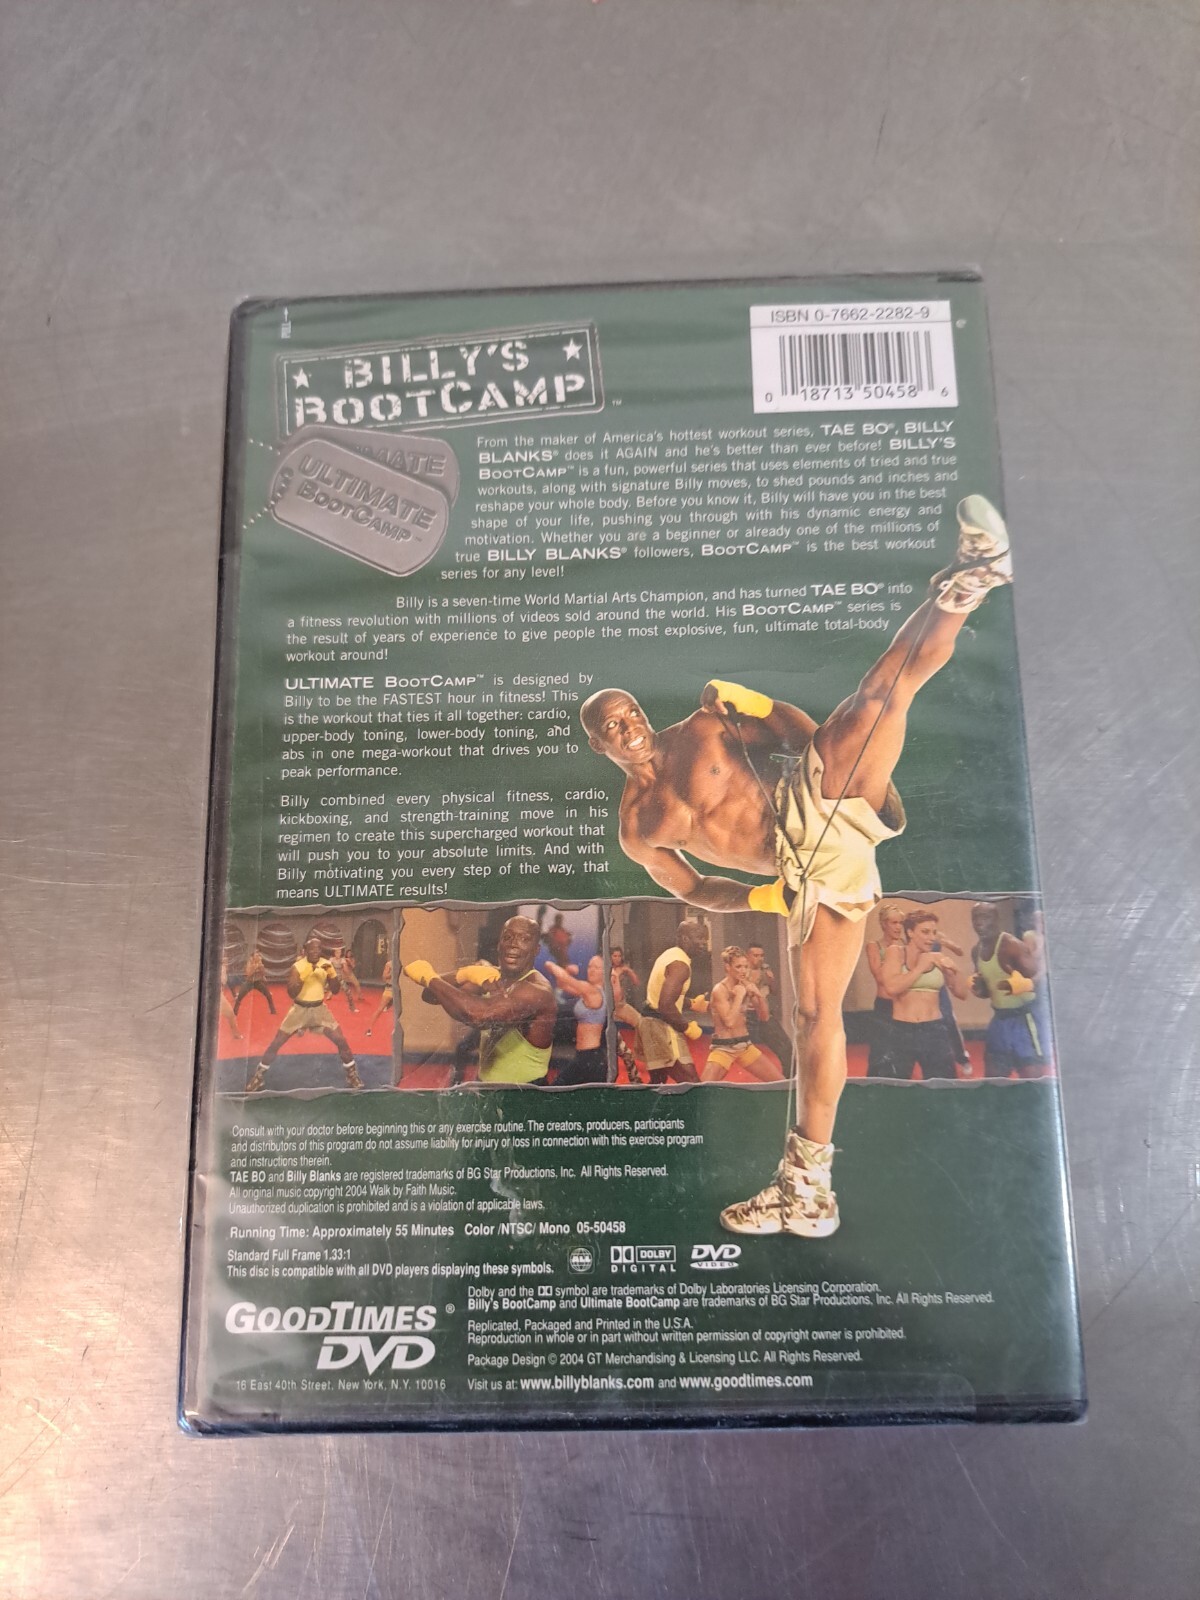 PULL
ISBN 0-7662-2282-9
0 18713 50458 6
BILLY'S
BOOTCAMP™
ULTIMATE
BOOTCAMP™
From the maker of America's hottest workout series, TAE BO®, BILLY
BLANKS® does it AGAIN and he's better than ever before! BILLY'S
BOOTCAMP™ is a fun, powerful series that uses elements of tried and true
workouts, along with signature Billy moves, to shed pounds and inches and
reshape your whole body. Before you know it, Billy will have you in the best
shape of your life, pushing you through with his dynamic energy and
motivation. Whether you are a beginner or already one of the millions of
true BILLY BLANKS® followers, BOOTCAMP™ is the best workout
series for any level!
Billy is a seven-time World Martial Arts Champion, and has turned TAE BO® into
a fitness revolution with millions of videos sold around the world. His BOOTCAMP™ series is
the result of years of experience to give people the most explosive, fun, ultimate total-body
workout around!
ULTIMATE BOOTCAMP™ is designed by
Billy to be the FASTEST hour in fitness! This
is the workout that ties it all together: cardio,
upper-body toning, lower-body toning, and
abs in one mega-workout that drives you to
peak performance.
Billy combined every physical fitness, cardio,
kickboxing, and strength-training move in his
regimen to create this supercharged workout that
will push you to your absolute limits. And with
Billy motivating you every step of the way, that
means ULTIMATE results!
Consult with your doctor before beginning this or any exercise routine. The creators, producers, participants
and distributors of this program do not assume liability for injury or loss in connection with this exercise program
and instructions therein.
TAE BO and Billy Blanks are registered trademarks of BG Star Productions, Inc. All Rights Reserved.
All original music copyright 2004 Walk by Faith Music.
Unauthorized duplication is prohibited and is a violation of applicable laws.
Running Time: Approximately 55 Minutes Color /NTSC/ Mono 05-50458
Standard Full Frame 1.33:1
This disc is compatible with all DVD players displaying these symbols.
ALL
DOLBY
DIGITAL
DVD
VIDEO
Dolby and the DD symbol are trademarks of Dolby Laboratories Licensing Corporation.
Billy's BootCamp and Ultimate BootCamp are trademarks of BG Star Productions, Inc. All Rights Reserved.
Replicated, Packaged and Printed in the U.S.A.
Reproduction in whole or in part without written permission of copyright owner is prohibited.
Package Design © 2004 GT Merchandising & Licensing LLC. All Rights Reserved.
Visit us at: www.billyblanks.com and www.goodtimes.com
GOODTIMES®
DVD
16 East 40th Street, New York, N.Y. 10016